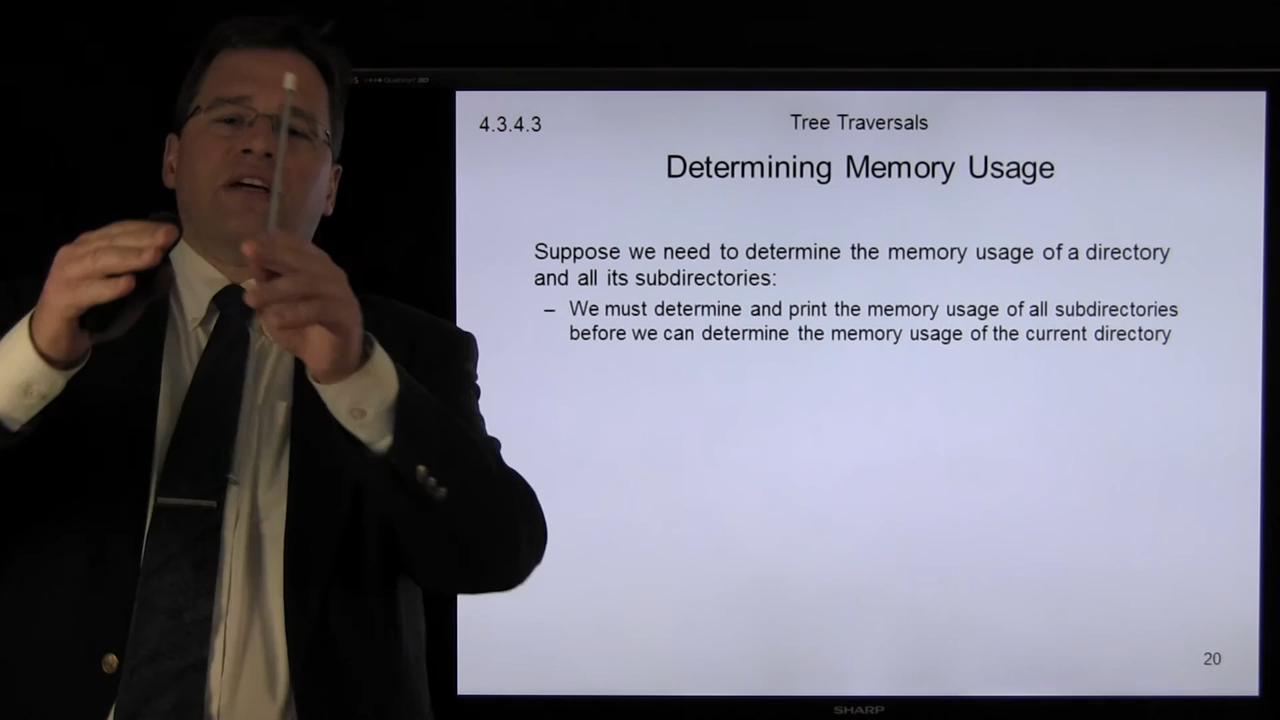 Quattron 3D
4.3.4.3
Tree Traversals
Determining Memory Usage
Suppose we need to determine the memory usage of a directory
and all its subdirectories:
– We must determine and print the memory usage of all subdirectories
before we can determine the memory usage of the current directory
20
SHARP